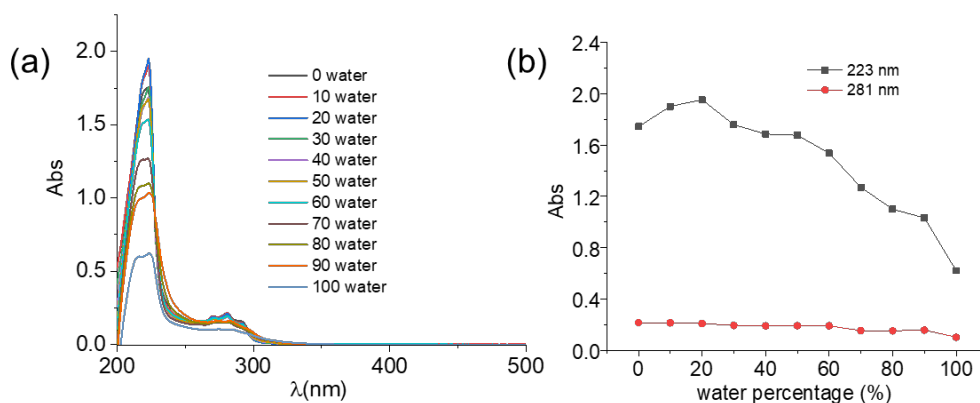 (a)
Abs
2.0
1.5
1.0
0.5
0.0
200
300
400
500
λ(nm)
0 water
10 water
20 water
30 water
40 water
50 water
60 water
70 water
80 water
90 water
100 water
(b)
Abs
2.4
2.0
1.6
1.2
0.8
0.4
0.0
0
20
40
60
80
100
water percentage (%)
223 nm
281 nm